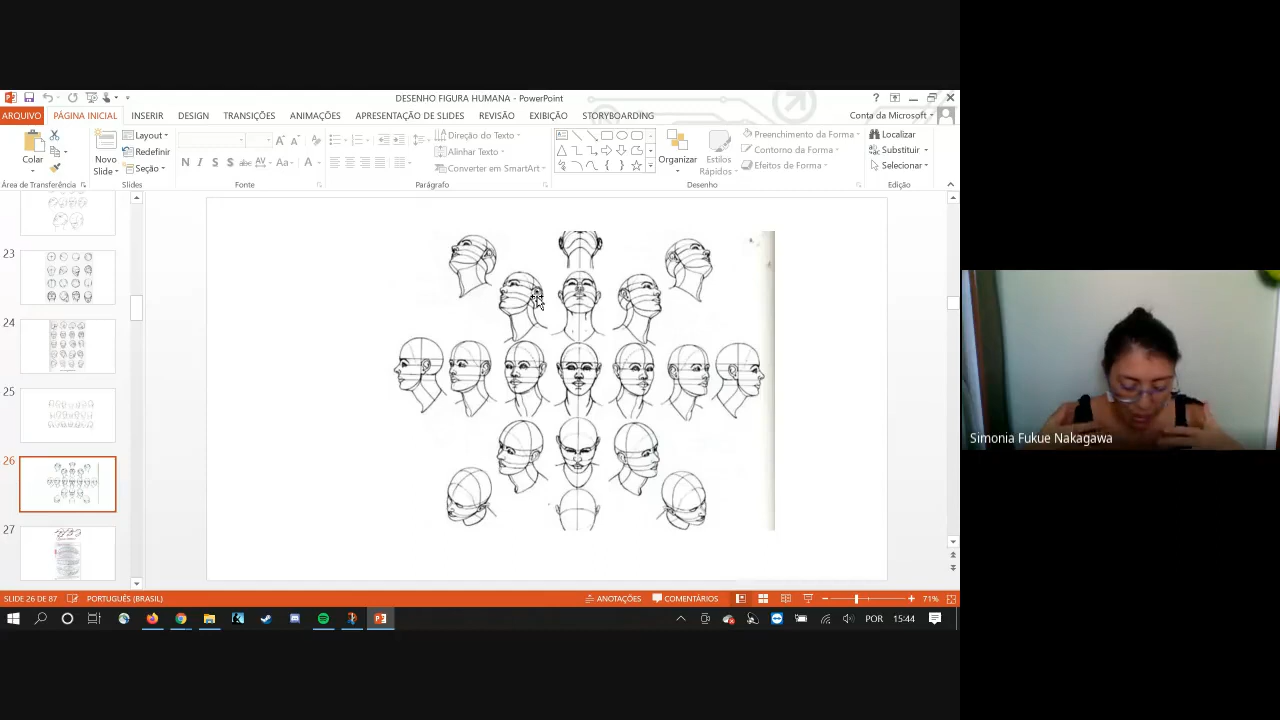 DESENHO FIGURA HUMANA - PowerPoint
ARQUIVO PÁGINA INICIAL INSERIR DESIGN TRANSIÇÕES ANIMAÇÕES APRESENTAÇÃO DE SLIDES REVISÃO EXIBIÇÃO STORYBOARDING Conta da Microsoft
Colar
Novo Slide
Layout
Redefinir
Seção
N I S S abc AV Aa A
Direção do Texto
Alinhar Texto
Converter em SmartArt
Organizar
Estilos Rápidos
Preenchimento da Forma
Contorno da Forma
Efeitos de Forma
Localizar
Substituir
Selecionar
Área de Transferência Slides Fonte Parágrafo Desenho Edição
23
24
25
26
27
Simonia Fukue Nakagawa
SLIDE 26 DE 87 PORTUGUÊS (BRASIL) ANOTAÇÕES COMENTÁRIOS 71%
POR 15:44